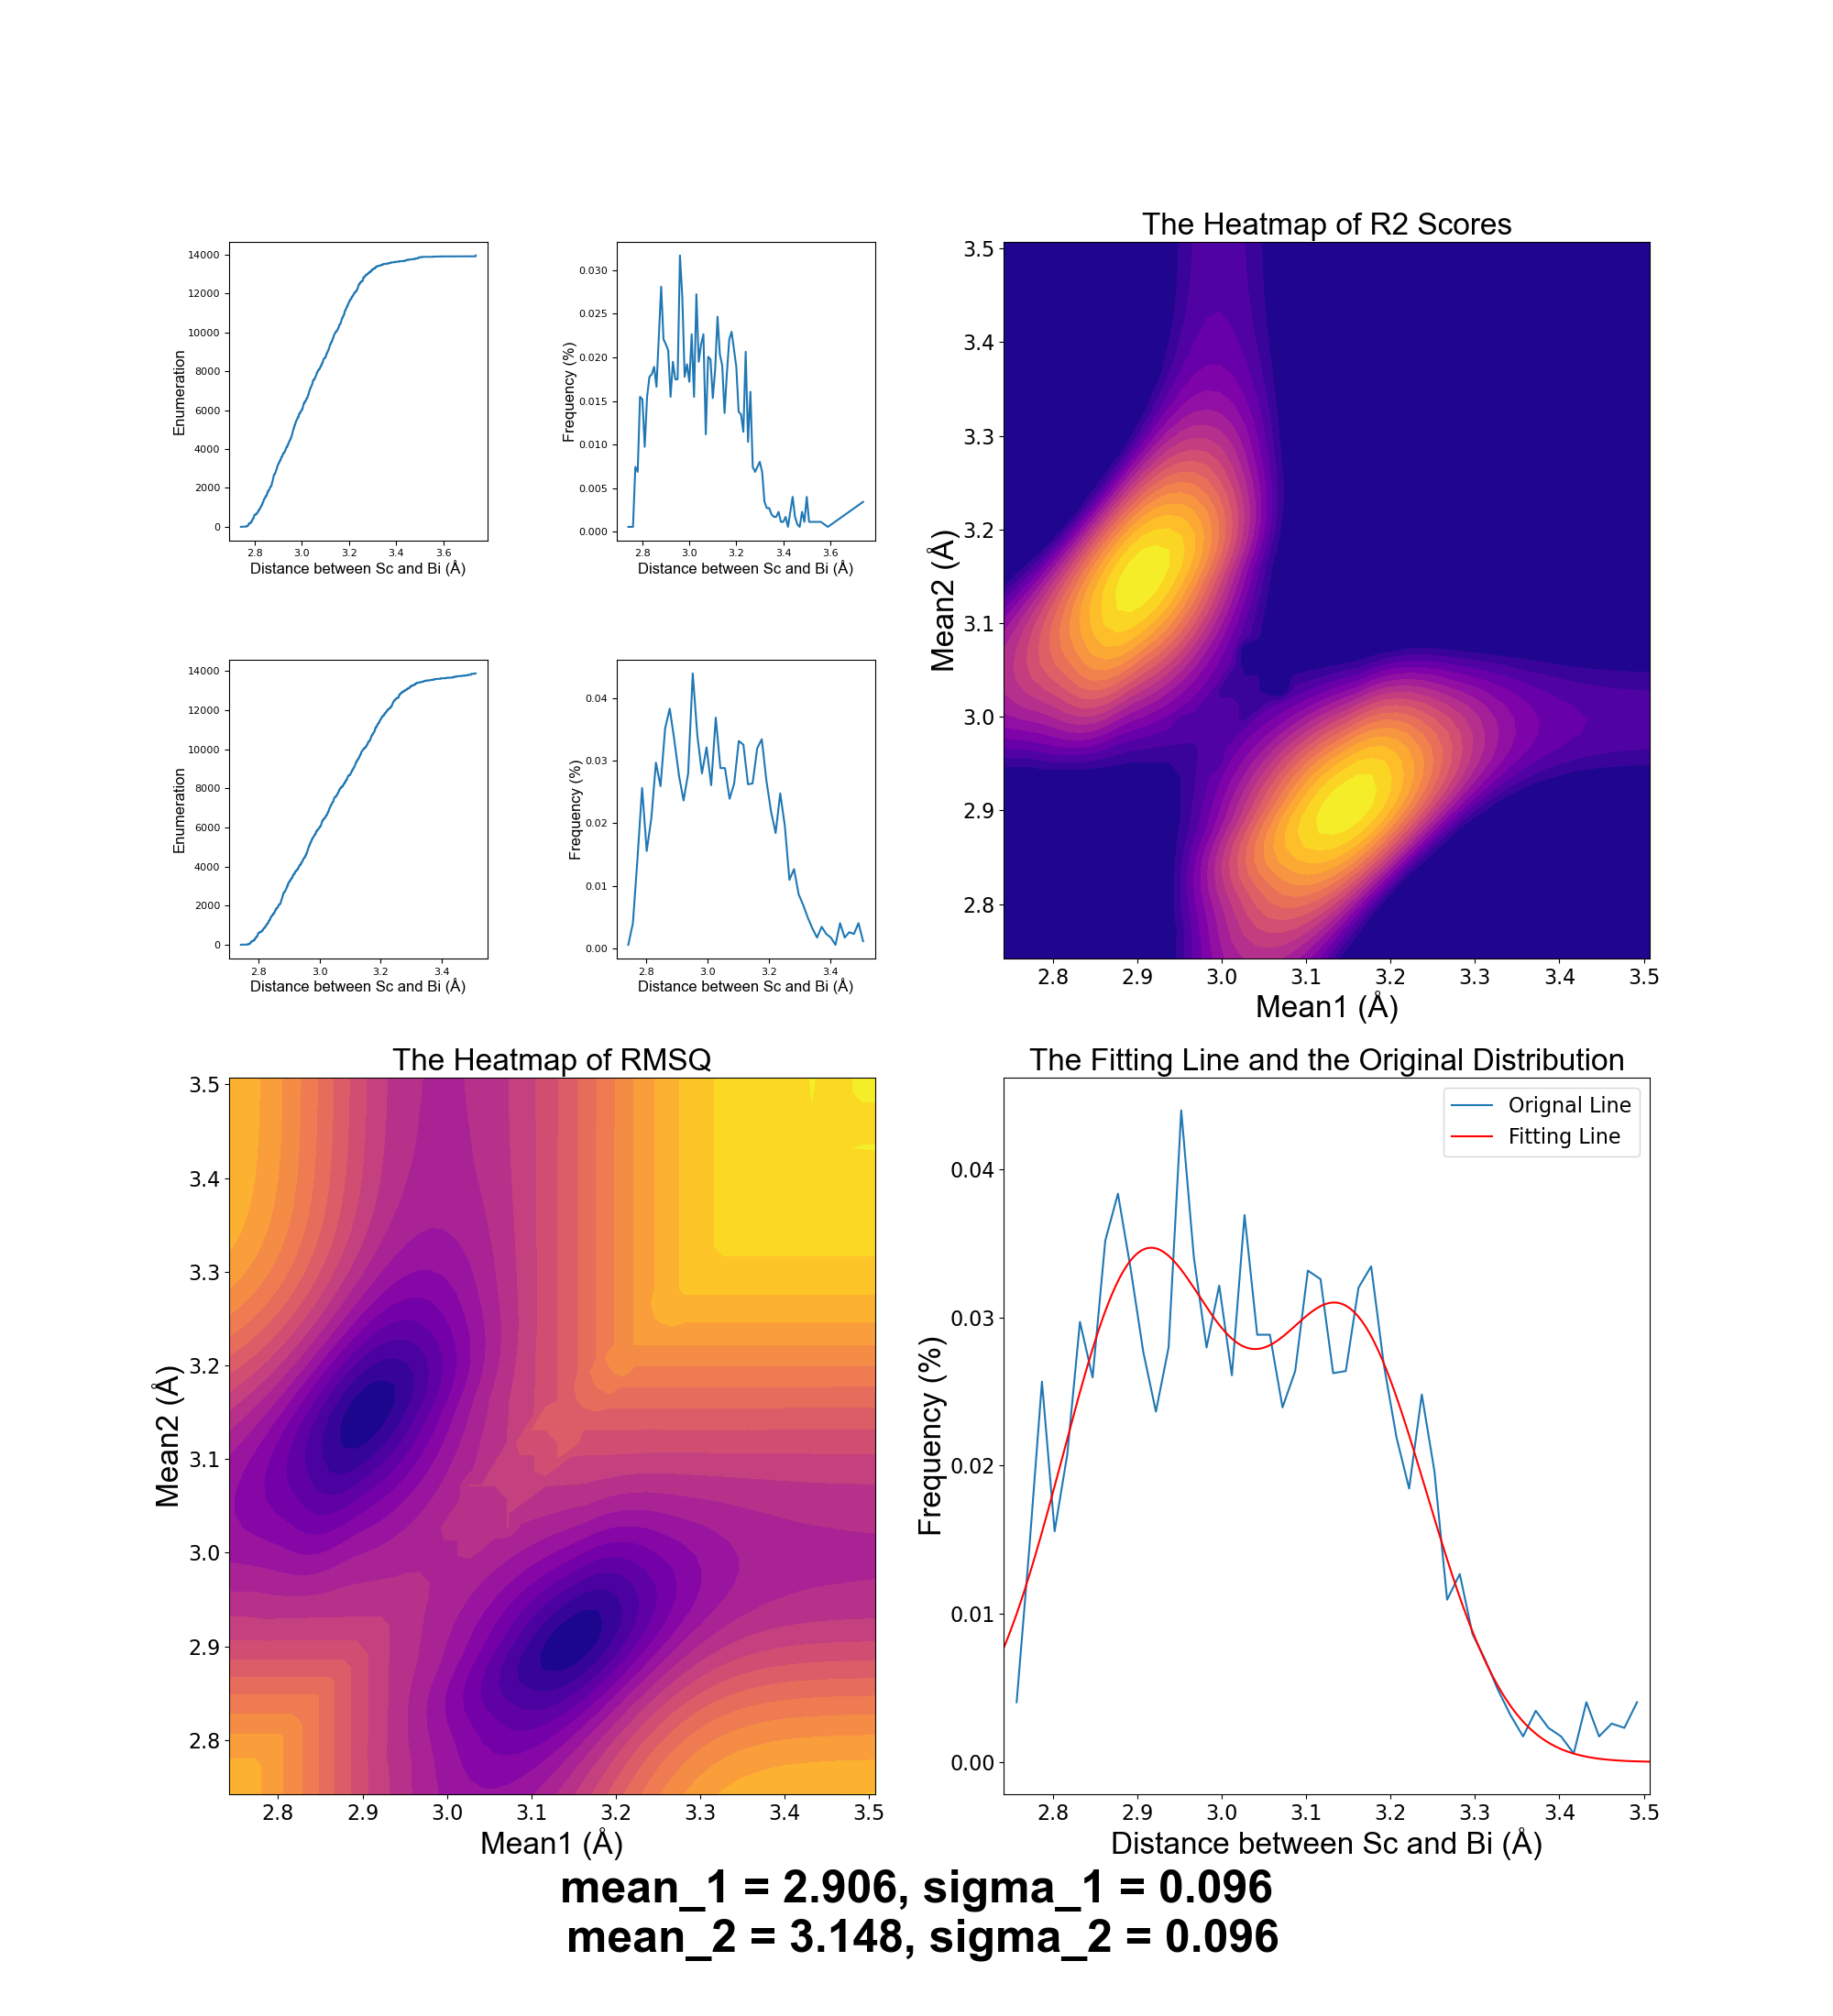 14000
12000
10000
8000
6000
4000
2000
0
Enumeration
2.8 3.0 3.2 3.4 3.6
Distance between Sc and Bi (Å)
0.030
0.025
0.020
0.015
0.010
0.005
0.000
Frequency (%)
2.8 3.0 3.2 3.4 3.6
Distance between Sc and Bi (Å)
The Heatmap of R2 Scores
3.5
3.4
3.3
3.2
3.1
3.0
2.9
2.8
Mean2 (Å)
2.8 2.9 3.0 3.1 3.2 3.3 3.4 3.5
Mean1 (Å)
14000
12000
10000
8000
6000
4000
2000
0
Enumeration
2.8 3.0 3.2 3.4
Distance between Sc and Bi (Å)
0.04
0.03
0.02
0.01
0.00
Frequency (%)
2.8 3.0 3.2 3.4
Distance between Sc and Bi (Å)
The Heatmap of RMSQ
3.5
3.4
3.3
3.2
3.1
3.0
2.9
2.8
Mean2 (Å)
2.8 2.9 3.0 3.1 3.2 3.3 3.4 3.5
Mean1 (Å)
The Fitting Line and the Original Distribution
Orignal Line
Fitting Line
0.04
0.03
0.02
0.01
0.00
Frequency (%)
2.8 2.9 3.0 3.1 3.2 3.3 3.4 3.5
Distance between Sc and Bi (Å)
mean_1 = 2.906, sigma_1 = 0.096
mean_2 = 3.148, sigma_2 = 0.096